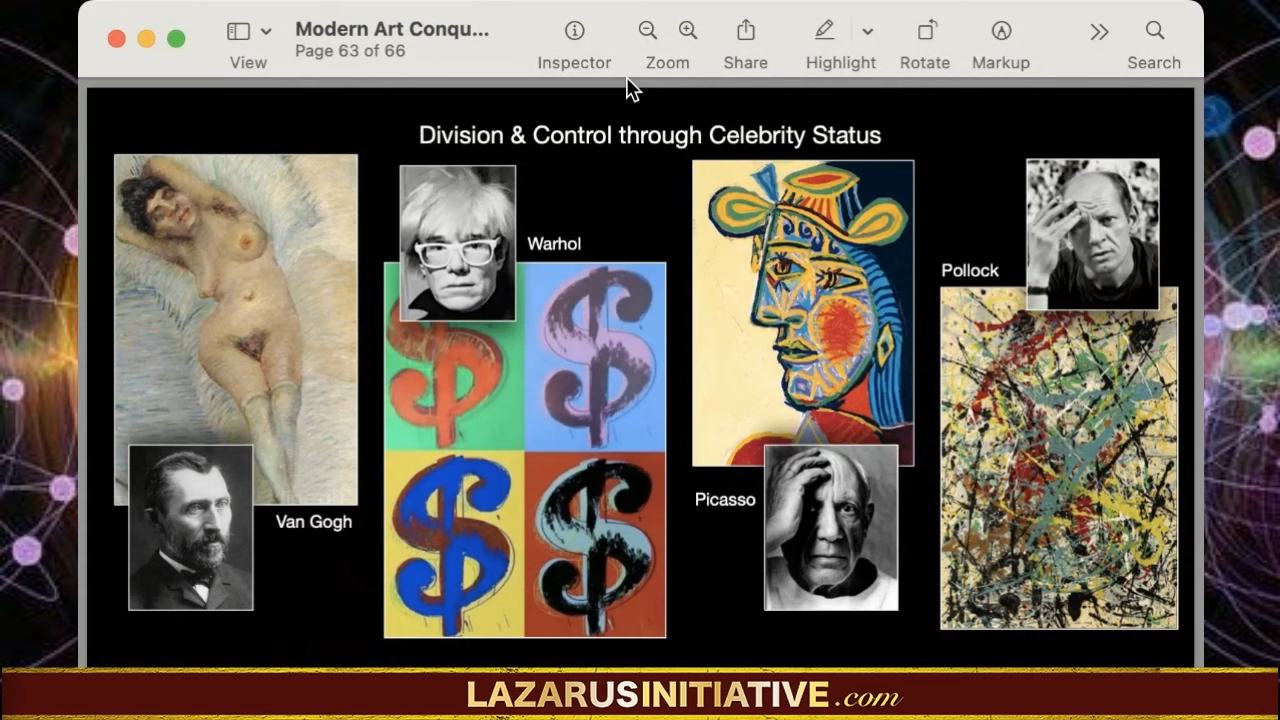 Modern Art Conqu...
Page 63 of 66
View
Inspector
Zoom
Share
Highlight
Rotate
Markup
Search
Division & Control through Celebrity Status
Warhol
Pollock
Picasso
Van Gogh
LAZARUSINITIATIVE.com